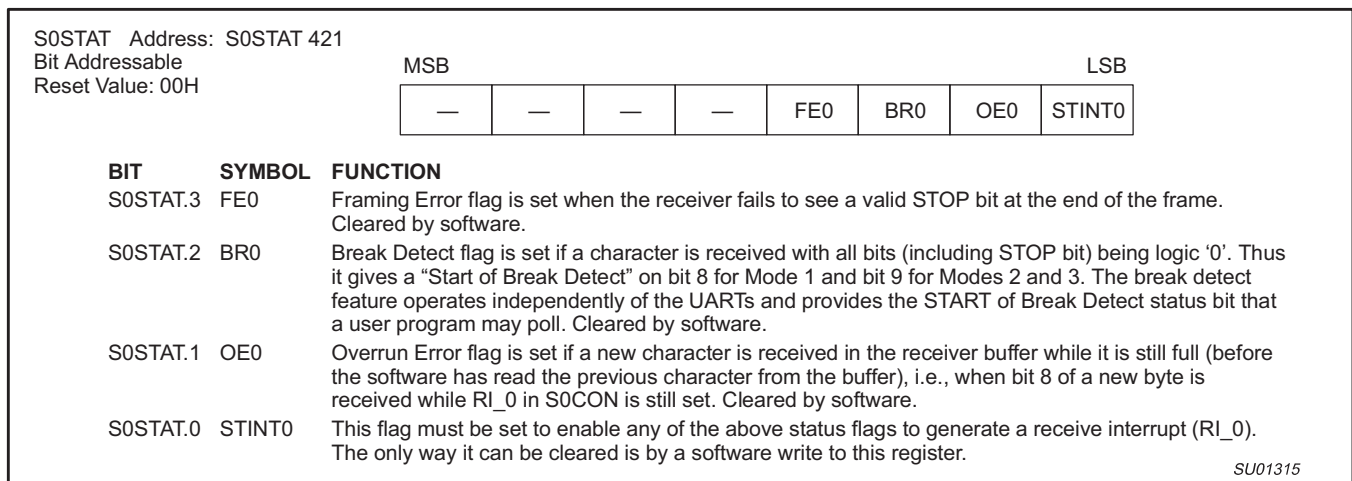 S0STAT Address: S0STAT 421
Bit Addressable
Reset Value: 00H
MSB LSB
— — — — FE0 BR0 OE0 STINT0
BIT SYMBOL FUNCTION
S0STAT.3 FE0 Framing Error flag is set when the receiver fails to see a valid STOP bit at the end of the frame.
Cleared by software.
S0STAT.2 BR0 Break Detect flag is set if a character is received with all bits (including STOP bit) being logic ‘0’. Thus
it gives a “Start of Break Detect” on bit 8 for Mode 1 and bit 9 for Modes 2 and 3. The break detect
feature operates independently of the UARTs and provides the START of Break Detect status bit that
a user program may poll. Cleared by software.
S0STAT.1 OE0 Overrun Error flag is set if a new character is received in the receiver buffer while it is still full (before
the software has read the previous character from the buffer), i.e., when bit 8 of a new byte is
received while RI_0 in S0CON is still set. Cleared by software.
S0STAT.0 STINT0 This flag must be set to enable any of the above status flags to generate a receive interrupt (RI_0).
The only way it can be cleared is by a software write to this register.
SU01315